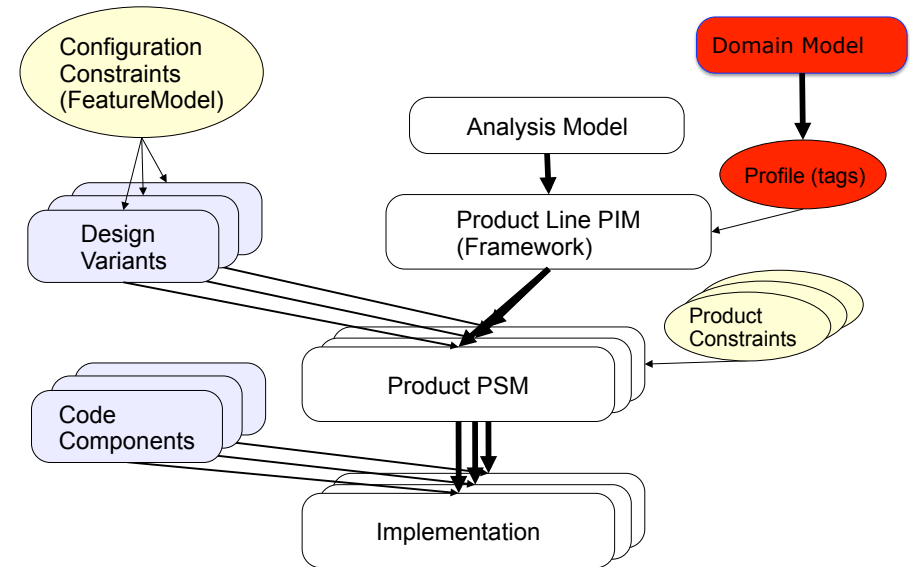 Configuration
Constraints
(FeatureModel)
Domain Model
Analysis Model
Profile (tags)
Product Line PIM
(Framework)
Design
Variants
Product
Constraints
Product PSM
Code
Components
Implementation